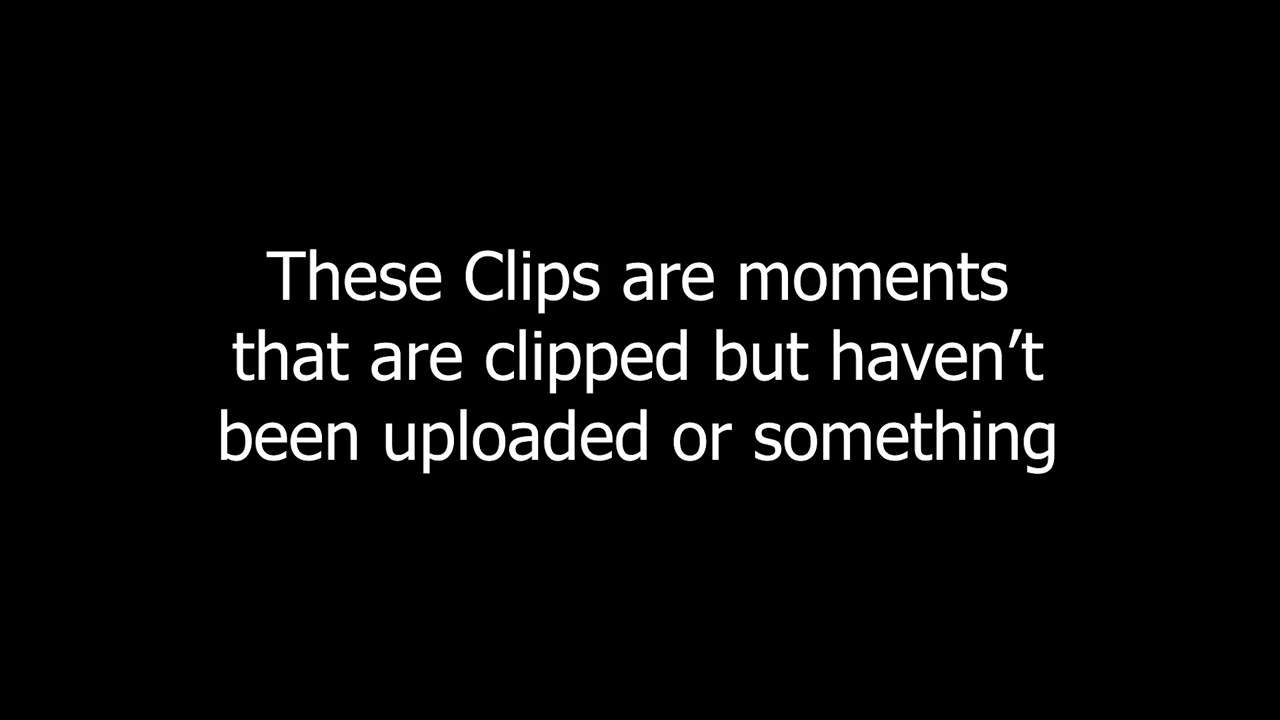 These Clips are moments
that are clipped but haven’t
been uploaded or something